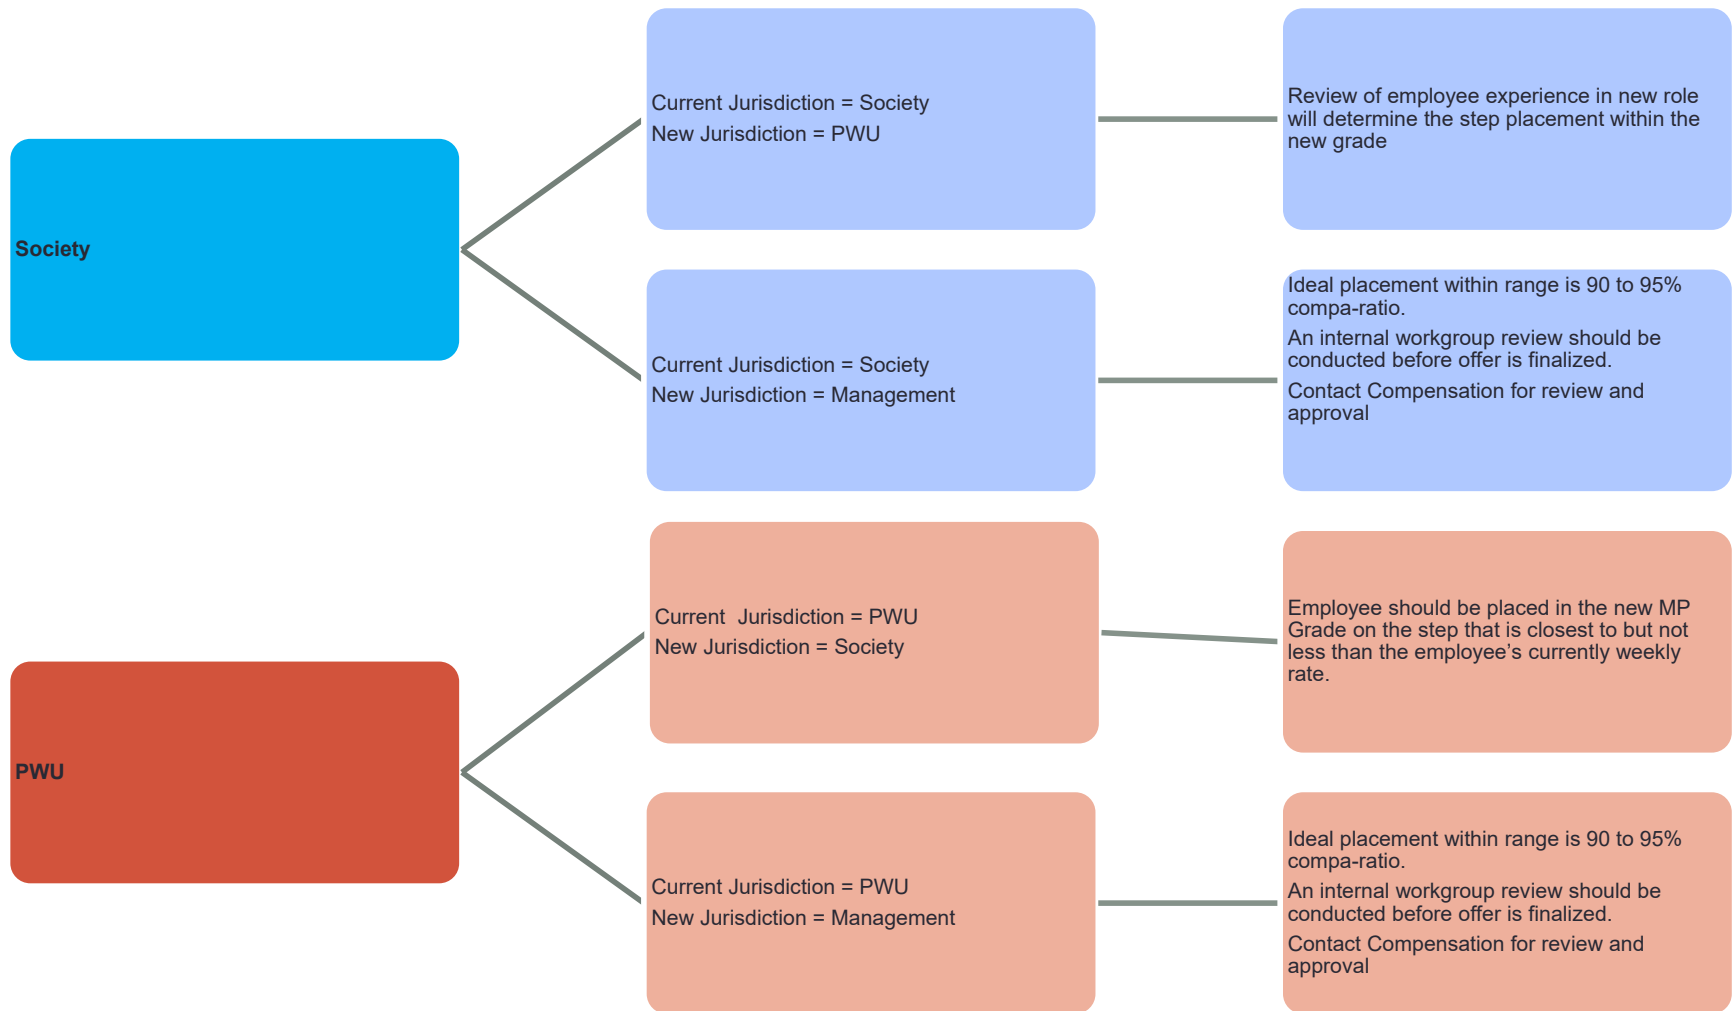 Society
Current Jurisdiction = Society
New Jurisdiction = PWU
Review of employee experience in new role
will determine the step placement within the
new grade
Current Jurisdiction = Society
New Jurisdiction = Management
Ideal placement within range is 90 to 95%
compa-ratio.
An internal workgroup review should be
conducted before offer is finalized.
Contact Compensation for review and
approval
PWU
Current  Jurisdiction = PWU
New Jurisdiction = Society
Employee should be placed in the new MP
Grade on the step that is closest to but not
less than the employee’s currently weekly
rate.
Current Jurisdiction = PWU
New Jurisdiction = Management
Ideal placement within range is 90 to 95%
compa-ratio.
An internal workgroup review should be
conducted before offer is finalized.
Contact Compensation for review and
approval